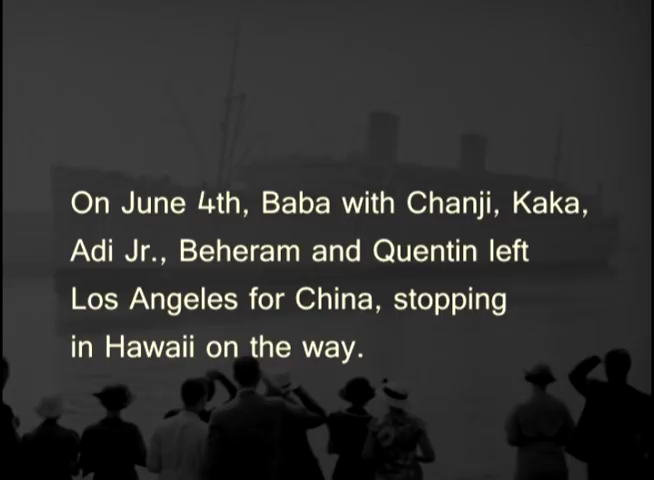 On June 4th, Baba with Chanji, Kaka,
Adi Jr., Beheram and Quentin left
Los Angeles for China, stopping
in Hawaii on the way.